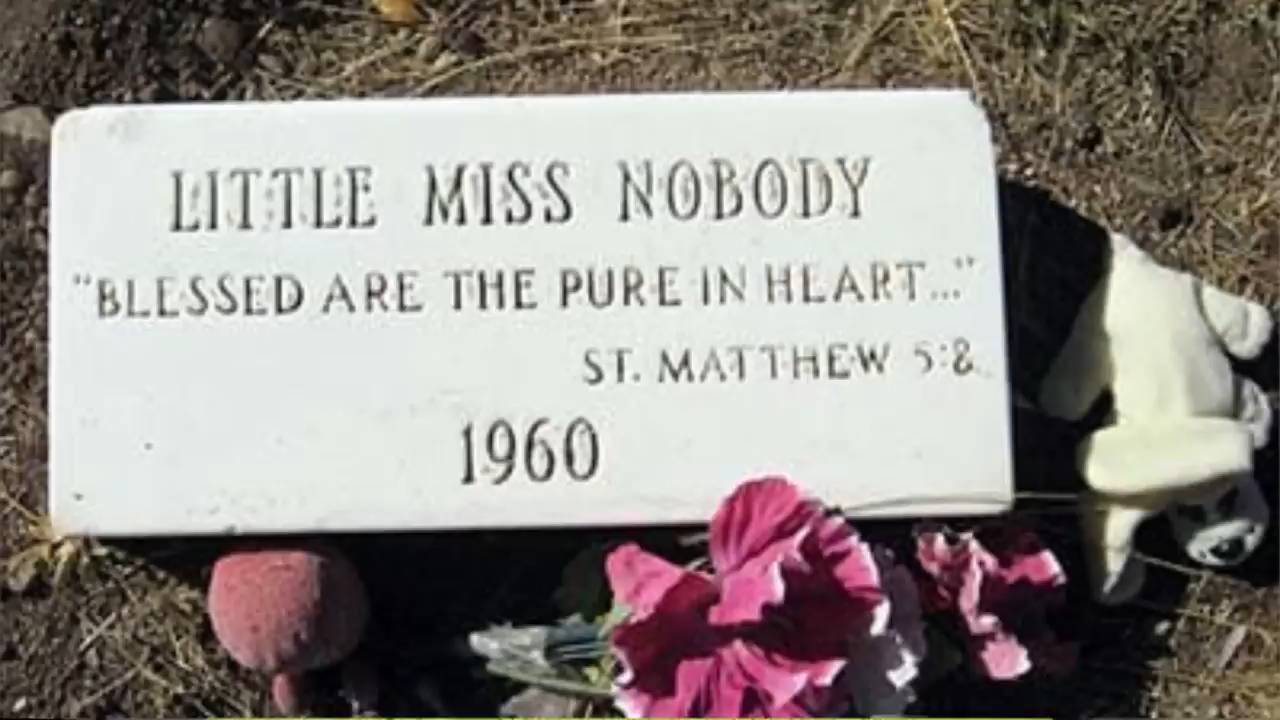 LITTLE MISS NOBODY
"BLESSED ARE THE PURE IN HEART..."
ST. MATTHEW 5:8
1960